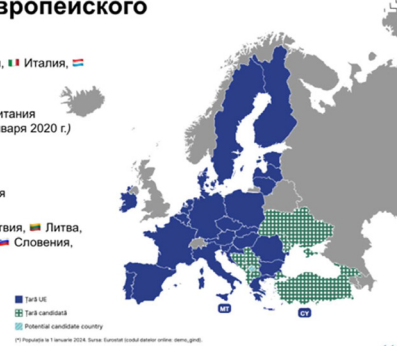 вропейского
, 🇮🇹 Италия,
итания
нваря 2020 г.)
я
твия, 🇱🇹 Литва,
Словения,
MT
CY
Țară UE
Țară candidată
Potential candidate country
(*) Populația la 1 ianuarie 2024. Sursa: Eurostat (codul datelor online: demo_gind).